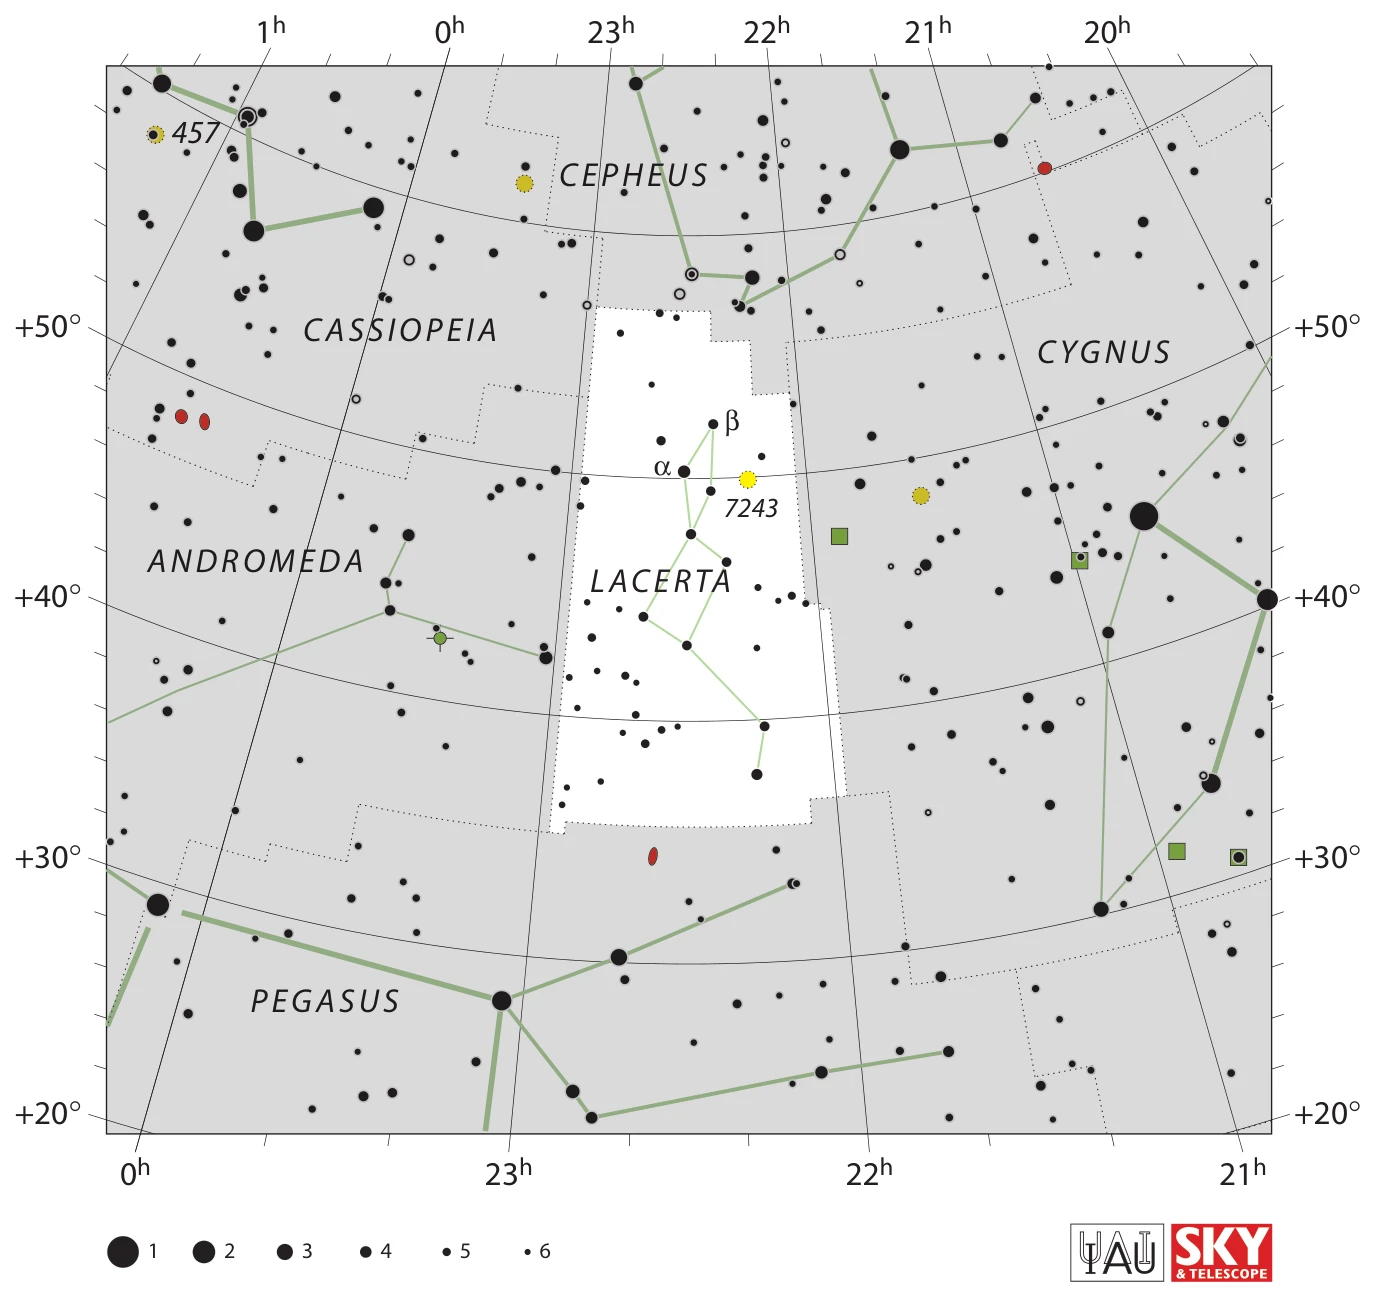 1h 0h 23h 22h 21h 20h
457
CEPHEUS
+50° +50°
CASSIOPEIA
CYGNUS
β
α
7243
ANDROMEDA
LACERTA
+40° +40°
+30° +30°
PEGASUS
+20° +20°
0h 23h 22h 21h
1 2 3 4 5 6
IAU
SKY
& TELESCOPE